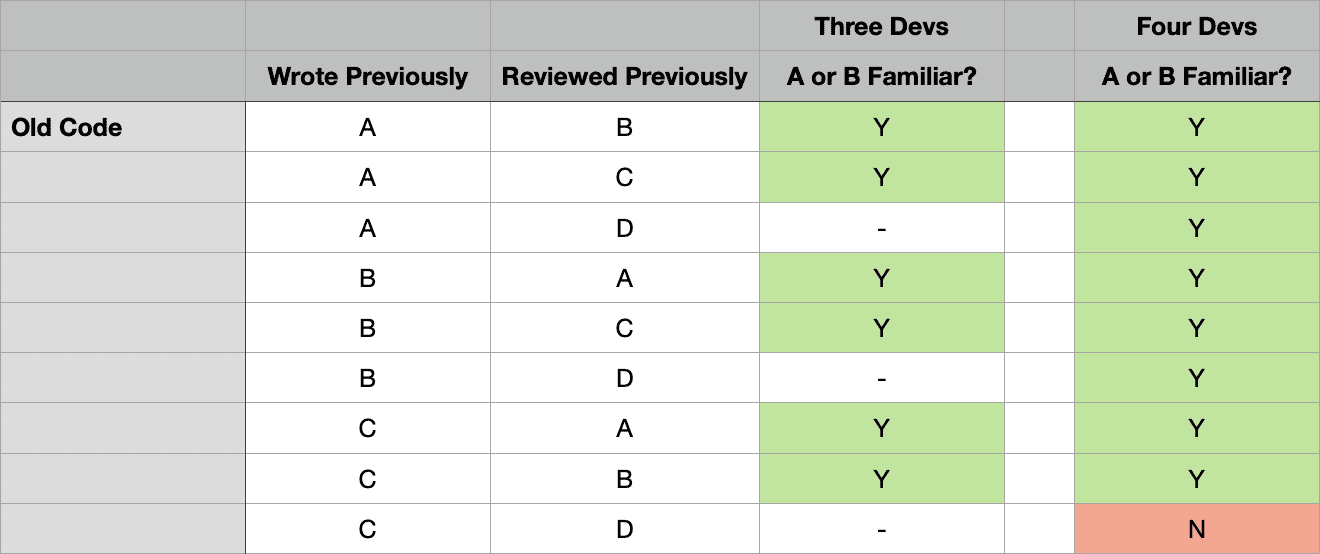 Three Devs Four Devs
Wrote Previously Reviewed Previously A or B Familiar? A or B Familiar?
Old Code A B Y Y
A C Y Y
A D - Y
B A Y Y
B C Y Y
B D - Y
C A Y Y
C B Y Y
C D - N